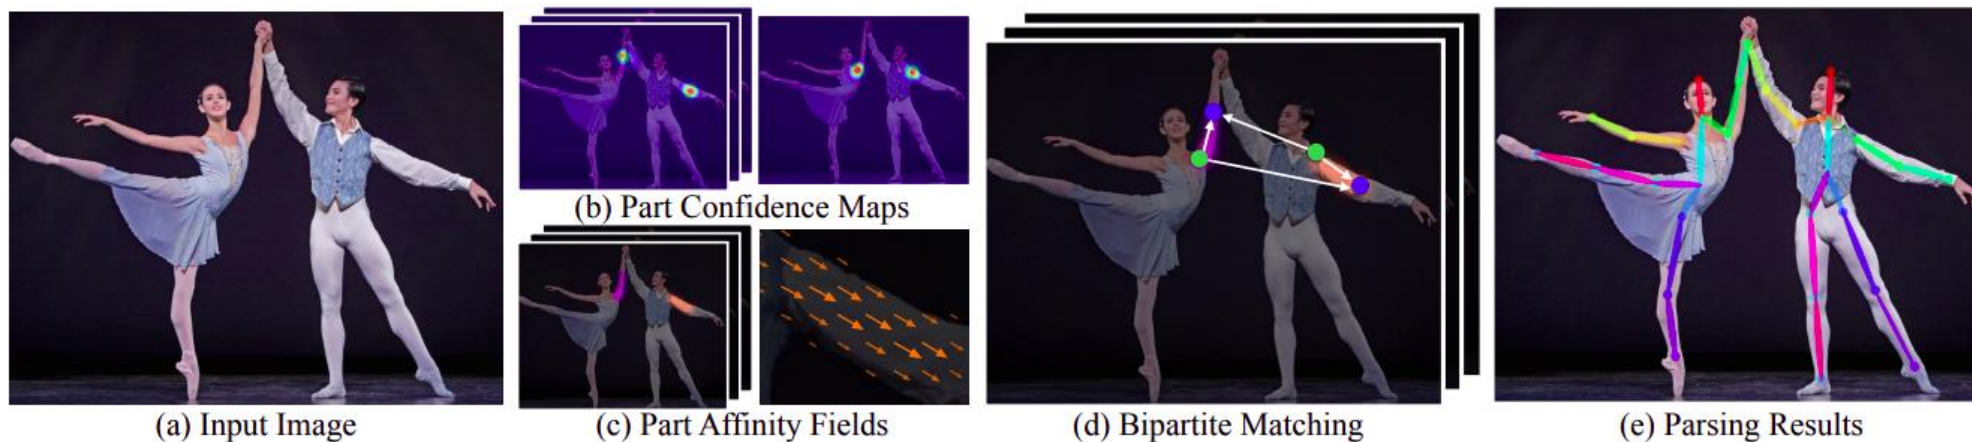 (a) Input Image
(b) Part Confidence Maps
(c) Part Affinity Fields
(d) Bipartite Matching
(e) Parsing Results